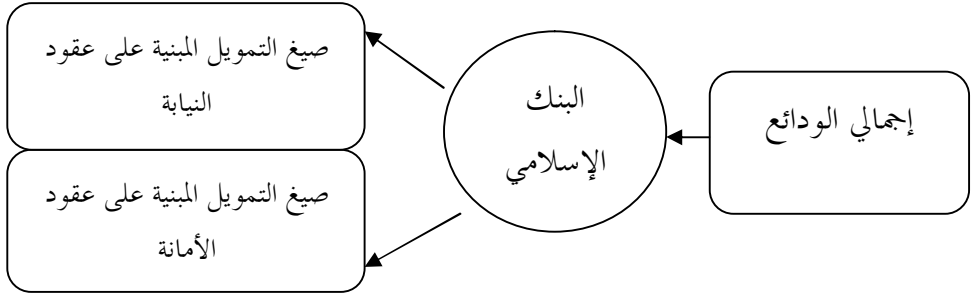 إجمالي الودائع
البنك
الإسلامي
صيغ التمويل المبنية على عقود
النيابة
صيغ التمويل المبنية على عقود
الأمانة